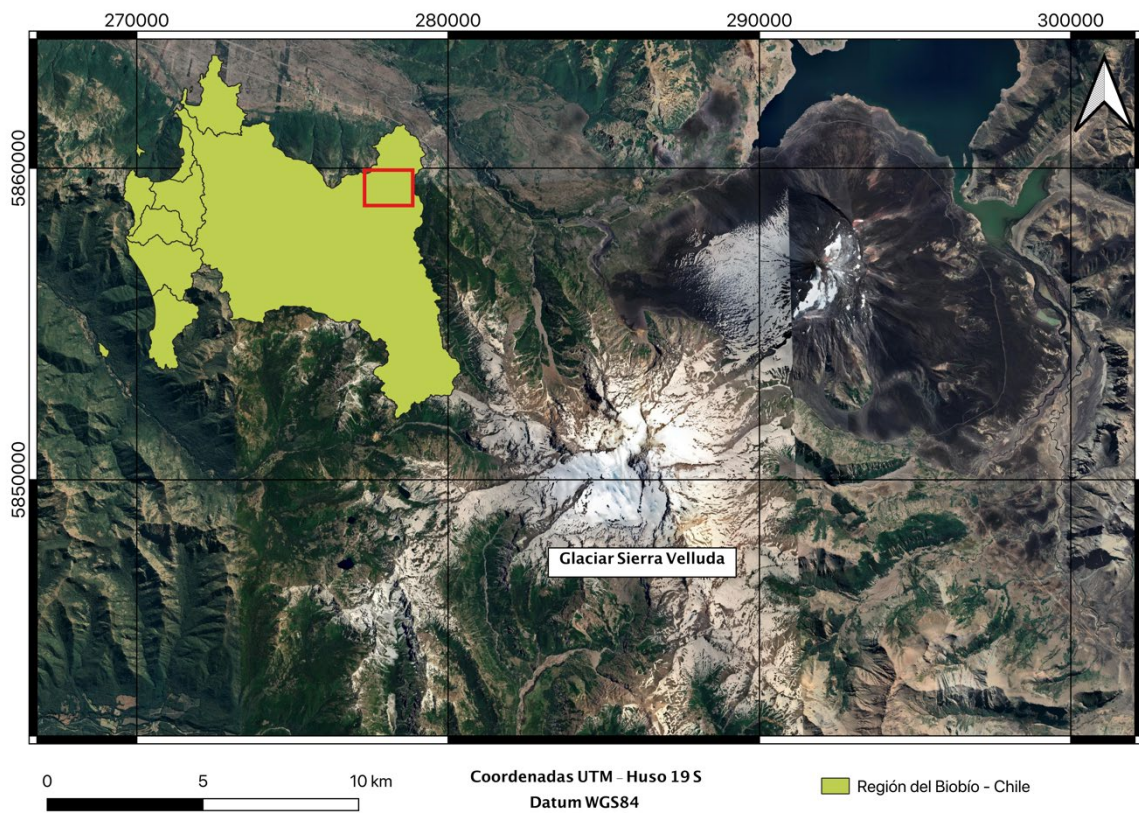 270000
280000
290000
300000
5860000
5850000
Glaciar Sierra Velluda
0
5
10 km
Coordenadas UTM - Huso 19 S
Datum WGS84
Región del Biobío - Chile